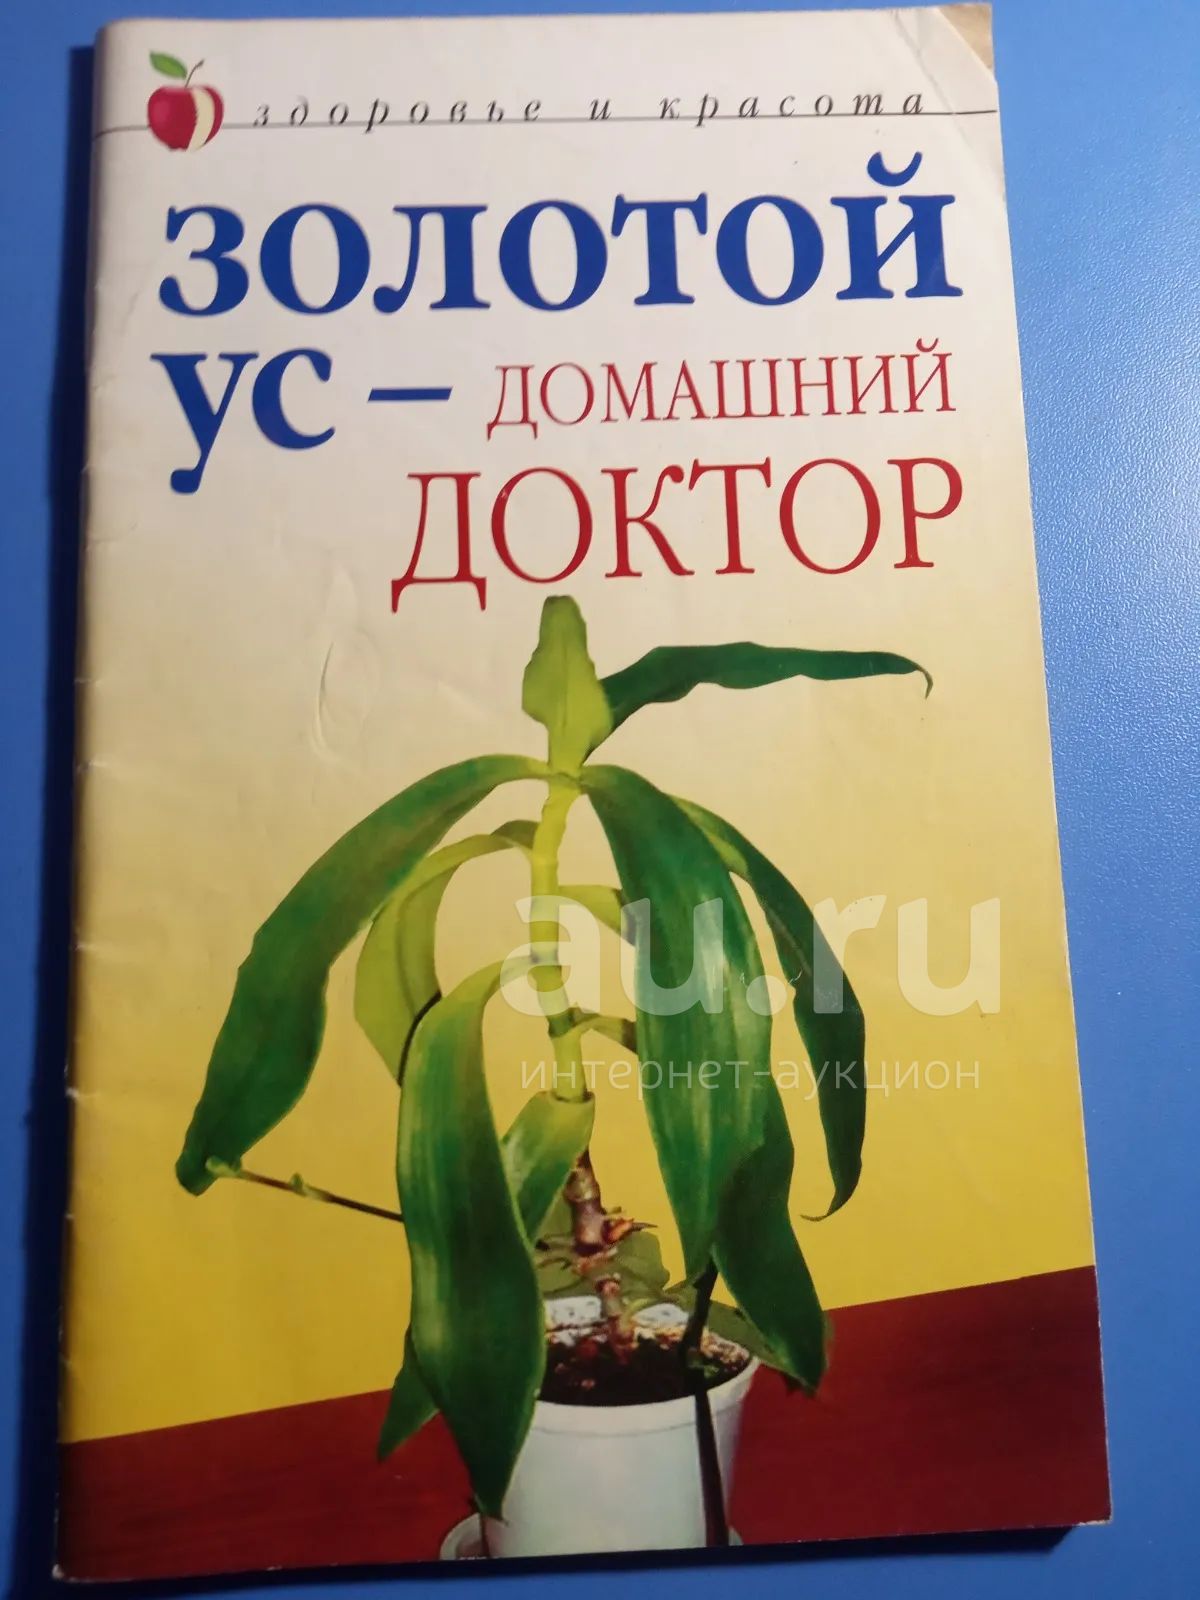 здоровье и красота
ЗОЛОТОЙ
УС – ДОМАШНИЙ
ДОКТОР
au.ru
интернет-аукцион